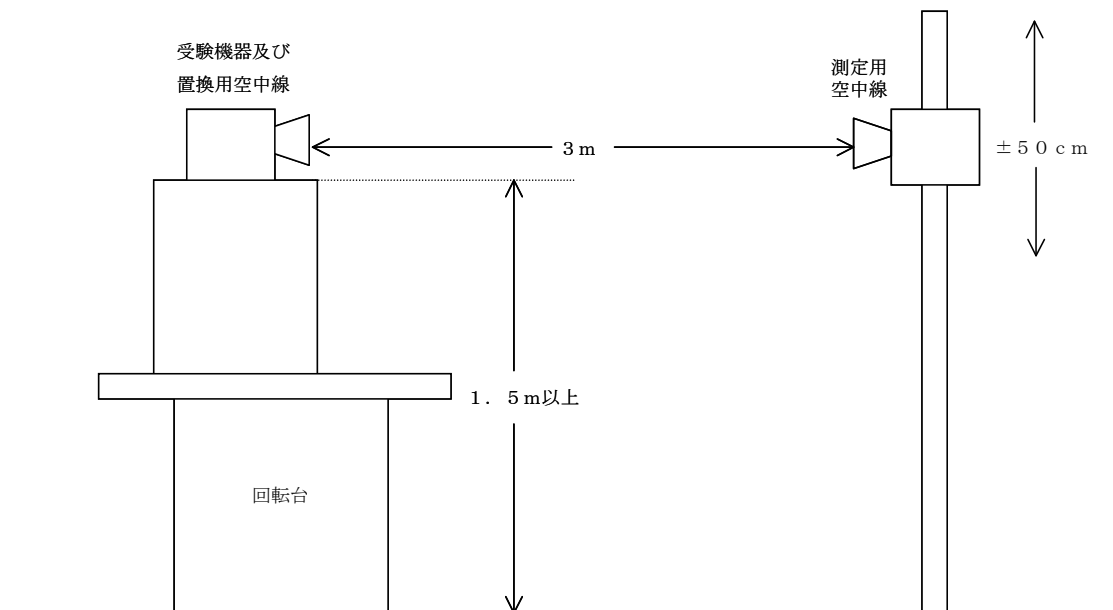 受験機器及び
置換用空中線
測定用
空中線
３ｍ
±５０ｃｍ
１．５ｍ以上
回転台